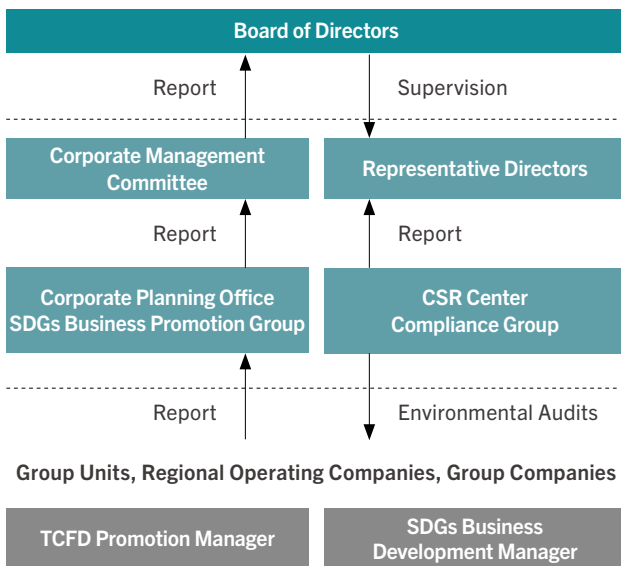 Board of Directors
Report
Supervision
Corporate Management
Committee
Representative Directors
Report
Report
Corporate Planning Office
SDGs Business Promotion Group
CSR Center
Compliance Group
Report
Environmental Audits
Group Units, Regional Operating Companies, Group Companies
TCFD Promotion Manager
SDGs Business
Development Manager